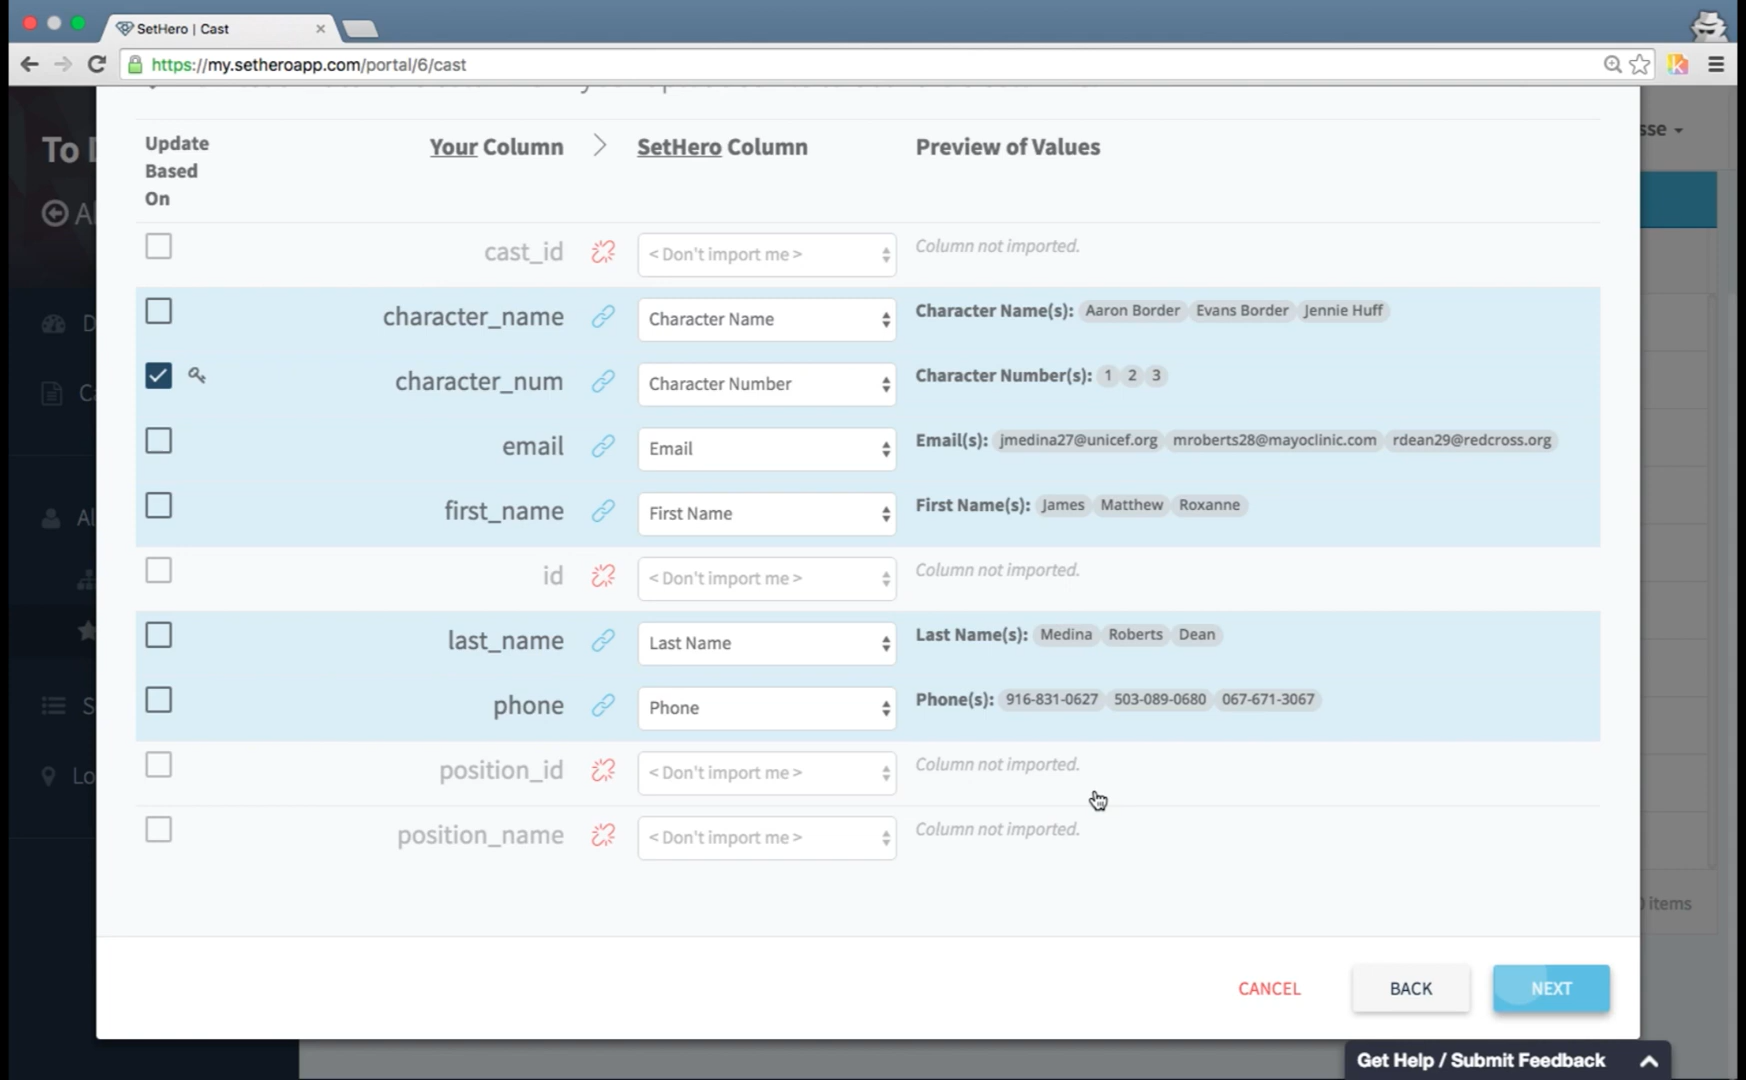 SetHero | Cast
https://my.setheroapp.com/portal/6/cast
To
sse
Update
Based
On
Your Column
SetHero Column
Preview of Values
cast_id
< Don't import me >
Column not imported.
character_name
Character Name
Character Name(s): Aaron Border Evans Border Jennie Huff
character_num
Character Number
Character Number(s): 1 2 3
email
Email
Email(s): jmedina27@unicef.org mroberts28@mayoclinic.com rdean29@redcross.org
first_name
First Name
First Name(s): James Matthew Roxanne
id
< Don't import me >
Column not imported.
last_name
Last Name
Last Name(s): Medina Roberts Dean
phone
Phone
Phone(s): 916-831-0627 503-089-0680 067-671-3067
position_id
< Don't import me >
Column not imported.
position_name
< Don't import me >
Column not imported.
items
CANCEL
BACK
NEXT
Get Help / Submit Feedback